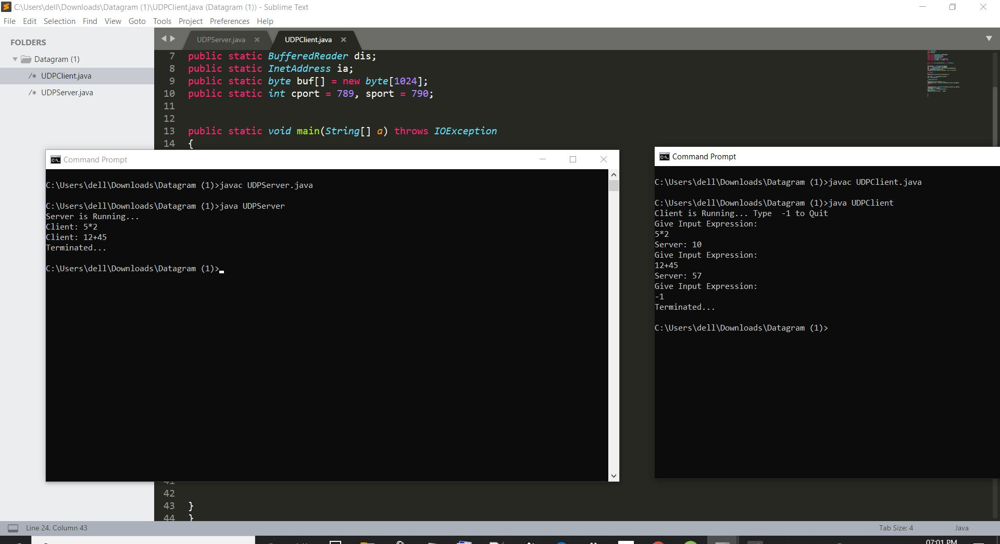 C:\Users\dell\Downloads\Datagram (1)\UDPClient.java (Datagram (1)) - Sublime Text
File Edit Selection Find View Goto Tools Project Preferences Help
FOLDERS
Datagram (1)
/* UDPClient.java
/* UDPServer.java
UDPServer.java UDPClient.java
7 public static BufferedReader dis;
8 public static InetAddress ia;
9 public static byte buf[] = new byte[1024];
10 public static int cport = 789, sport = 790;
11
12
13 public static void main(String[] a) throws IOException
14 {
Command Prompt
C:\Users\dell\Downloads\Datagram (1)>javac UDPServer.java
C:\Users\dell\Downloads\Datagram (1)>java UDPServer
Server is Running...
Client: 5*2
Client: 12+45
Terminated...
C:\Users\dell\Downloads\Datagram (1)>
Command Prompt
C:\Users\dell\Downloads\Datagram (1)>javac UDPClient.java
C:\Users\dell\Downloads\Datagram (1)>java UDPClient
Client is Running... Type  -1 to Quit
Give Input Expression:
5*2
Server: 10
Give Input Expression:
12+45
Server: 57
Give Input Expression:
-1
Terminated...
C:\Users\dell\Downloads\Datagram (1)>
41
42
43 }
44 }
Line 24, Column 43 Tab Size: 4 Java
07:01 PM